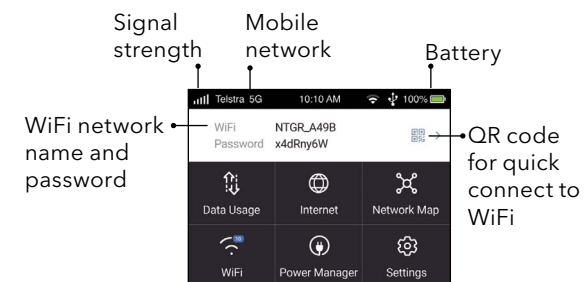 Signal
strength
Mobile
network
Battery
Telstra 5G 10:10 AM 100%
WiFi network
name and
password
WiFi NTGR_A49B
Password x4dRny6W
QR code
for quick
connect to
WiFi
Data Usage Internet Network Map
WiFi Power Manager Settings